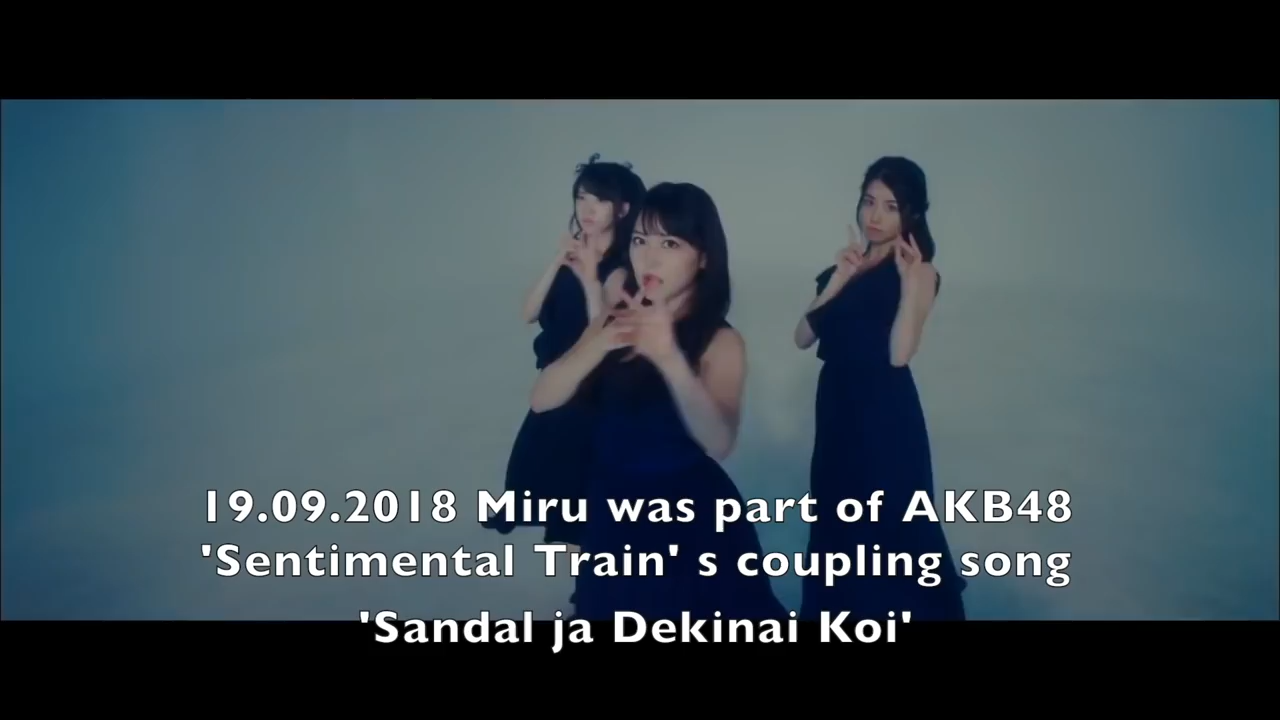 19.09.2018 Miru was part of AKB48
'Sentimental Train' s coupling song
'Sandal ja Dekinai Koi'